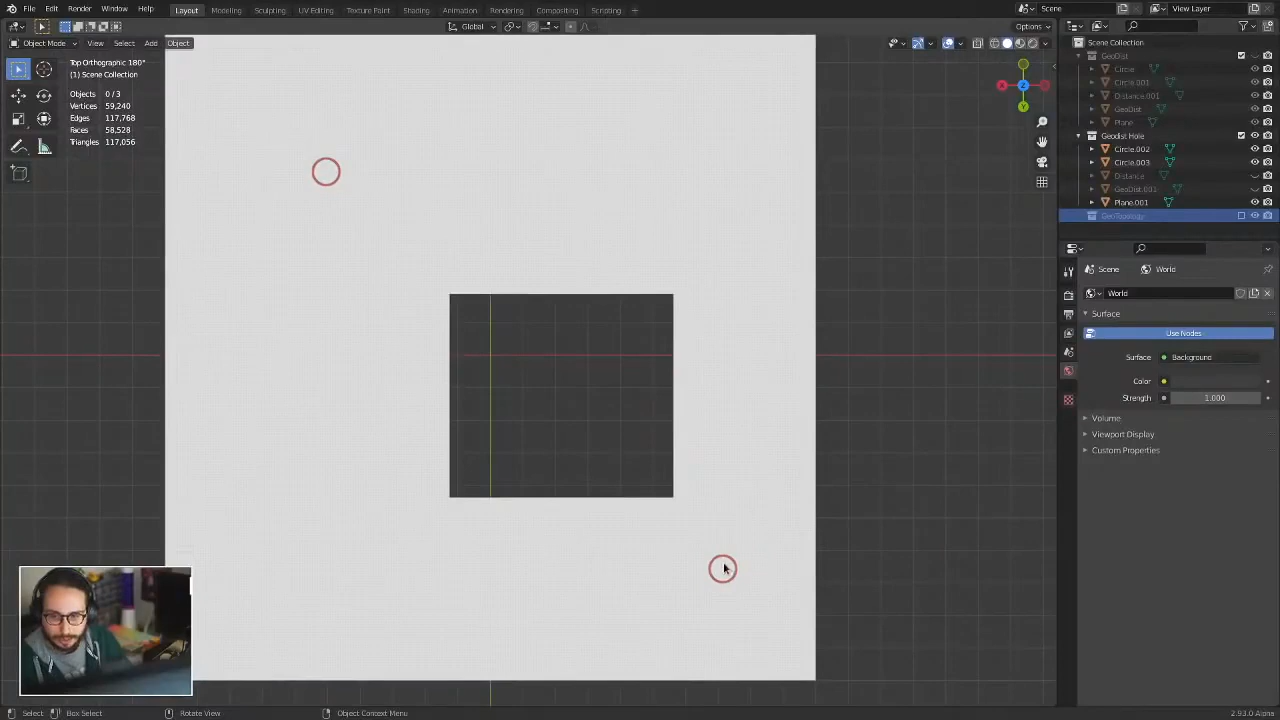 File Edit Render Window Help Layout Modeling Sculpting UV Editing Texture Paint Shading Animation Rendering Compositing Scripting + Scene View Layer
Global Options
Object Mode View Select Add Object
Top Orthographic 180°
(1) Scene Collection
Objects 0/3
Vertices 59,240
Edges 117,768
Faces 58,528
Triangles 117,056
X
Z
Y
Scene Collection
GeoDist
Circle
Circle.001
Distance.001
GeoDist
Plane
Geodist Hole
Circle.002
Circle.003
Distance
GeoDist.001
Plane.001
GeoTopology
Scene World
World
Surface
Use Nodes
Surface Background
Color
Strength 1.000
Volume
Viewport Display
Custom Properties
Select Box Select Rotate View Object Context Menu 2.93.0 Alpha